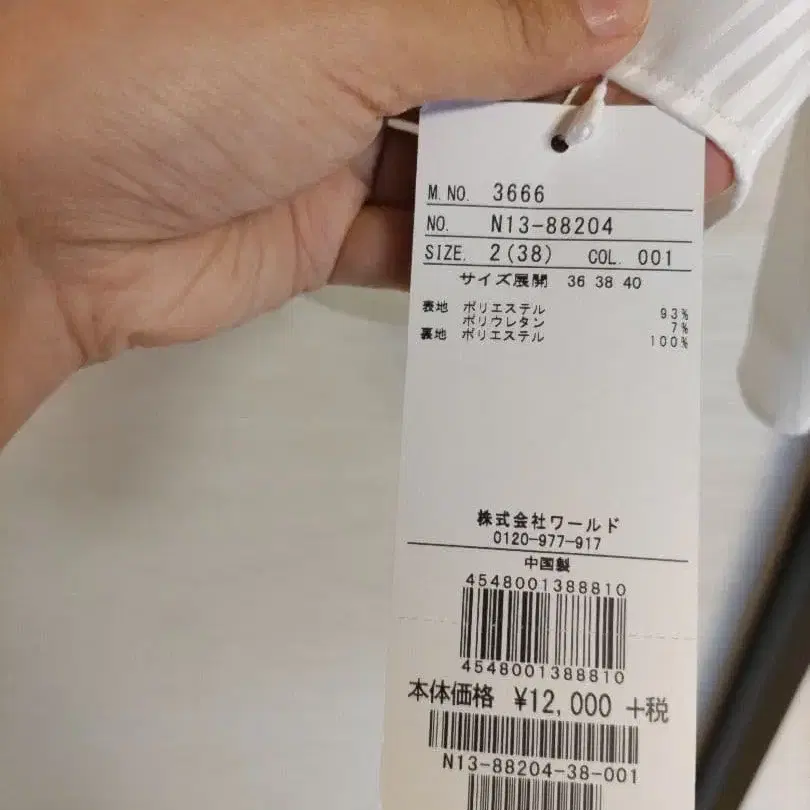 M. NO. 3666
NO. N13-88204
SIZE. 2(38) COL. 001
サイズ展開 36 38 40
表地 ポリエステル 93%
ポリウレタン 7%
裏地 ポリエステル 100%
株式会社ワールド
0120-977-917
中国製
4548001388810
4548001388810
本体価格 ¥12,000 +税
N13-88204-38-001